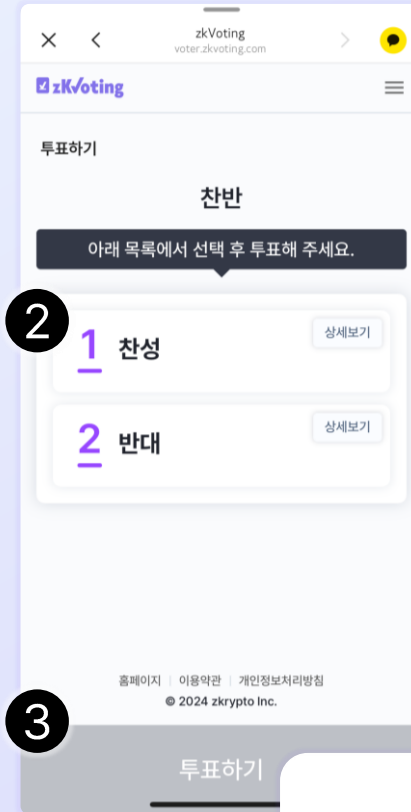 zkVoting
voter.zkvoting.com
zkVoting
투표하기
찬반
아래 목록에서 선택 후 투표해 주세요.
2
1 찬성 상세보기
2 반대 상세보기
홈페이지 | 이용약관 | 개인정보처리방침
© 2024 zkrypto Inc.
3
투표하기